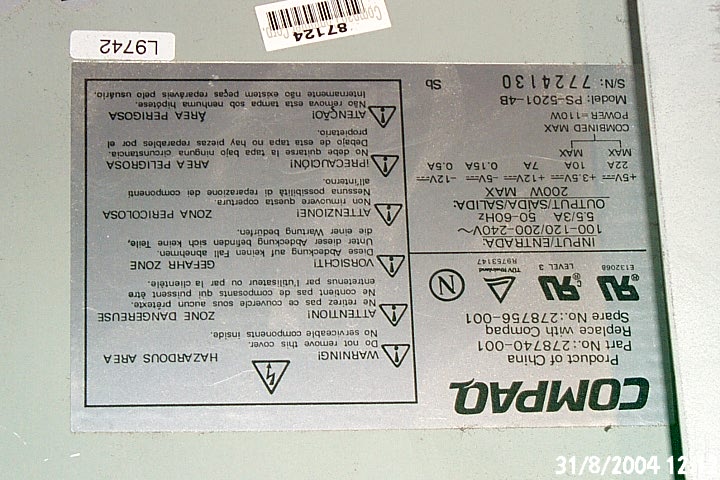 COMPAQ
Product of China
Part No.:278740-001
Replace with Compaq
Spare No.:278756-001
E132068
LEVEL 3
TÜV Rheinland
R9753147
N
INPUT/ENTRADA:
100-120/200-240V~
5.5/3A 50-60Hz
OUTPUT/SAIDA/SALIDA:
200W MAX
+5V +3.5V +12V -5V -12V
22A 10A 7A 0.15A 0.5A
MAX MAX
COMBINED MAX
POWER=110W
Model: PS-5201-4B
S/N: 7724130 Sb
WARNING! HAZARDOUS AREA
Do not remove this cover.
No serviceable components inside.
ATTENTION! ZONE DANGEREUSE
Ne retirez pas ce couvercle sous aucun prétexte.
Ne contient pas de composants qui puissent être
entretenus par l'utilisateur ou par la clientèle.
VORSICHT! GEFAHR ZONE
Diese Abdeckung auf keinen Fall abnehmen.
Unter dieser Abdeckung befinden sich keine Teile,
die einer Wartung bedürfen.
ATTENZIONE! ZONA PERICOLOSA
Non rimuovere questa copertura.
Nessuna possibilità di riparazione dei componenti
all'interno.
¡PRECAUCIÓN! AREA PELIGROSA
No debe quitarse la tapa bajo ninguna circunstancia.
Debajo de esta tapa no hay piezas reparables por el
propietario.
ATENÇÃO! ÁREA PERIGOSA
Não remova esta tampa sob nenhuma hipótese.
Internamente não existem peças reparáveis pelo usuário.
L9742
87124
Corp.
31/8/2004 12: